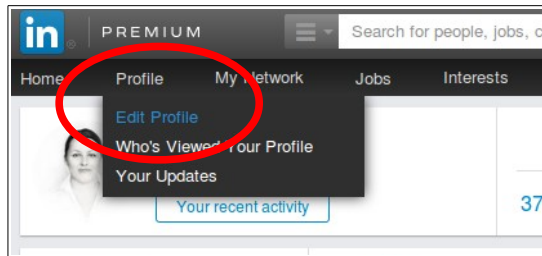 in® PREMIUM Search for people, jobs, c
Home Profile My Network Jobs Interests
Edit Profile
Who's Viewed Your Profile
Your Updates
Your recent activity
37